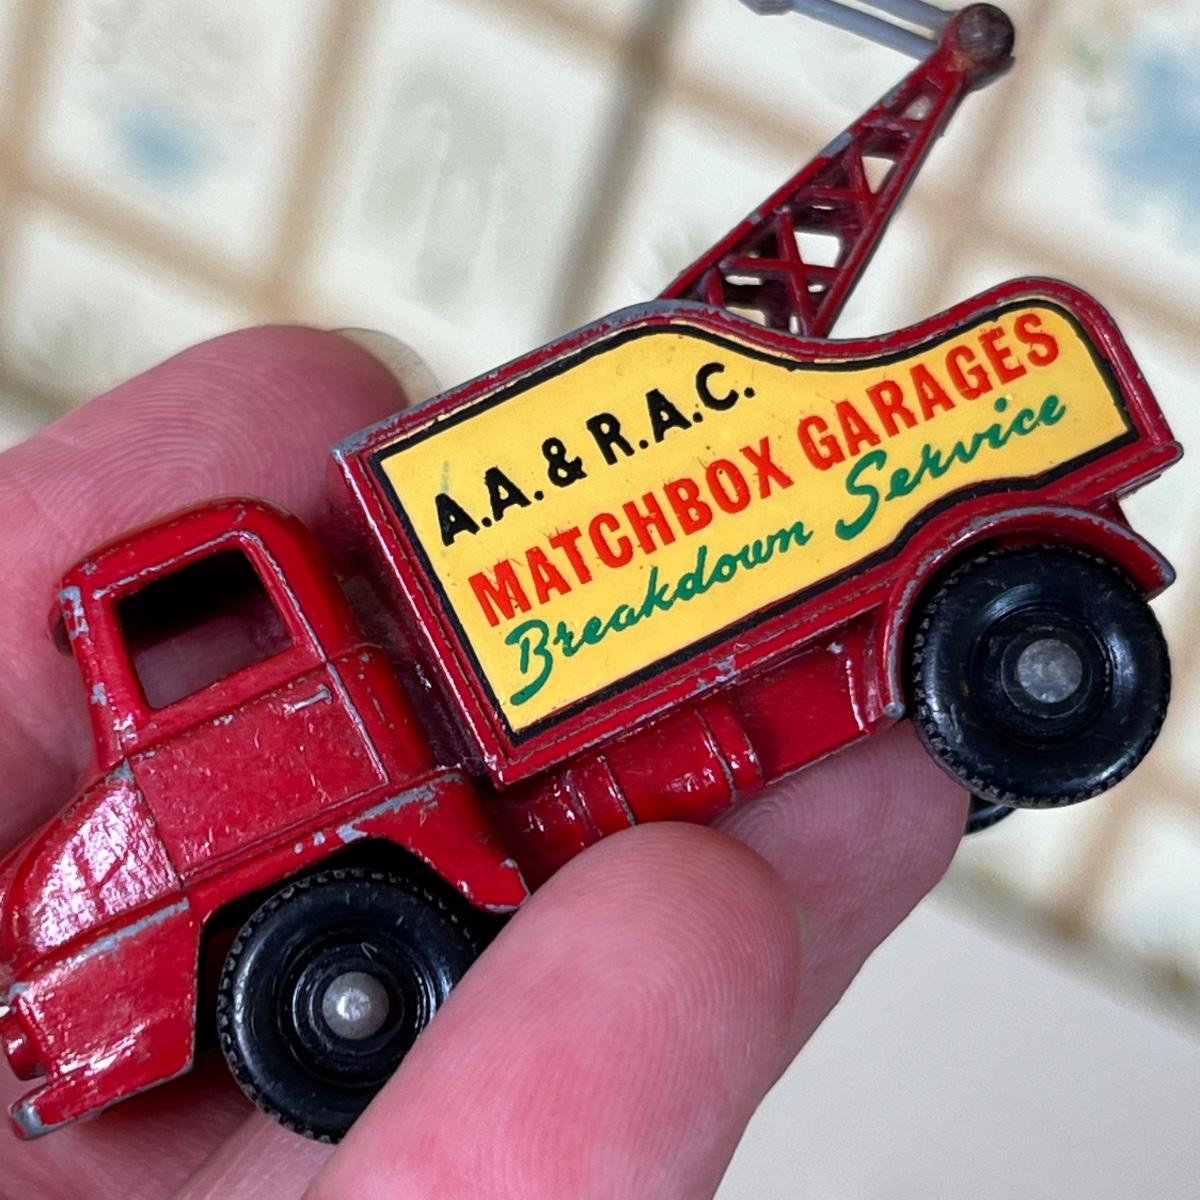 A.A. & R.A.C.
MATCHBOX GARAGES
Breakdown Service